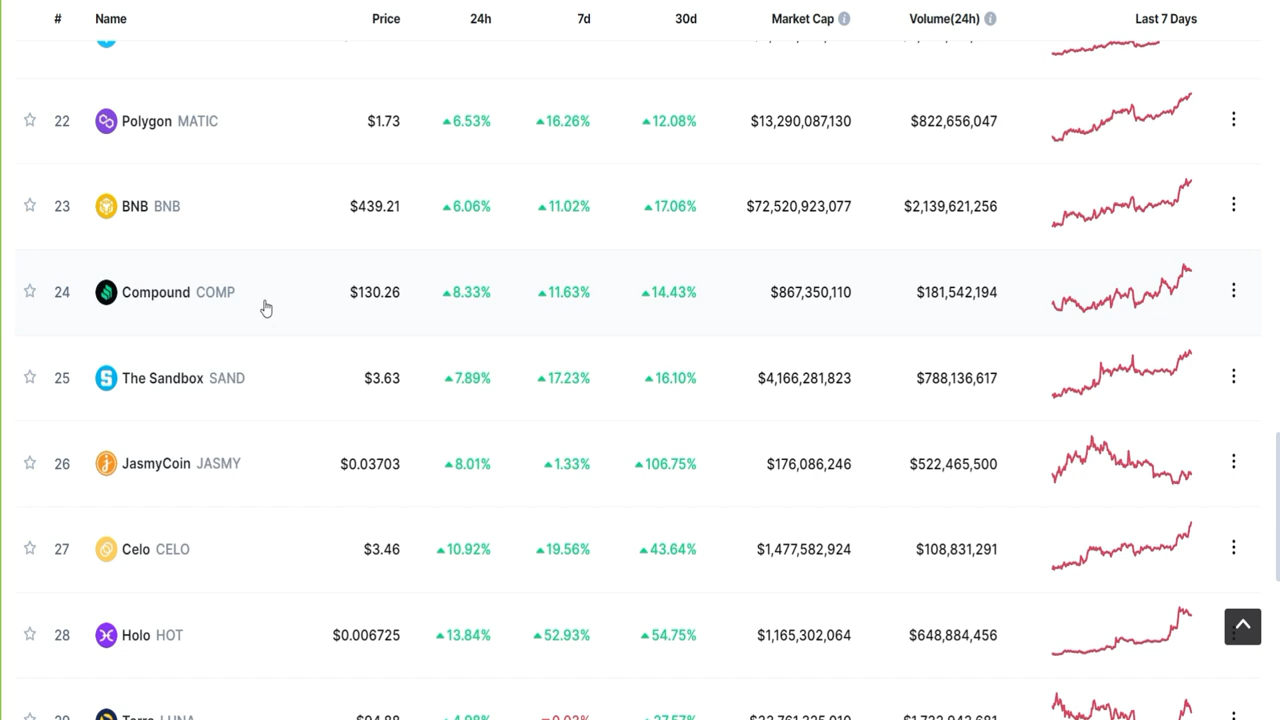 # Name Price 24h 7d 30d Market Cap Volume(24h) Last 7 Days
22 Polygon MATIC $1.73 6.53% 16.26% 12.08% $13,290,087,130 $822,656,047
23 BNB BNB $439.21 6.06% 11.02% 17.06% $72,520,923,077 $2,139,621,256
24 Compound COMP $130.26 8.33% 11.63% 14.43% $867,350,110 $181,542,194
25 The Sandbox SAND $3.63 7.89% 17.23% 16.10% $4,166,281,823 $788,136,617
26 JasmyCoin JASMY $0.03703 8.01% 1.33% 106.75% $176,086,246 $522,465,500
27 Celo CELO $3.46 10.92% 19.56% 43.64% $1,477,582,924 $108,831,291
28 Holo HOT $0.006725 13.84% 52.93% 54.75% $1,165,302,064 $648,884,456
Terra LUNA